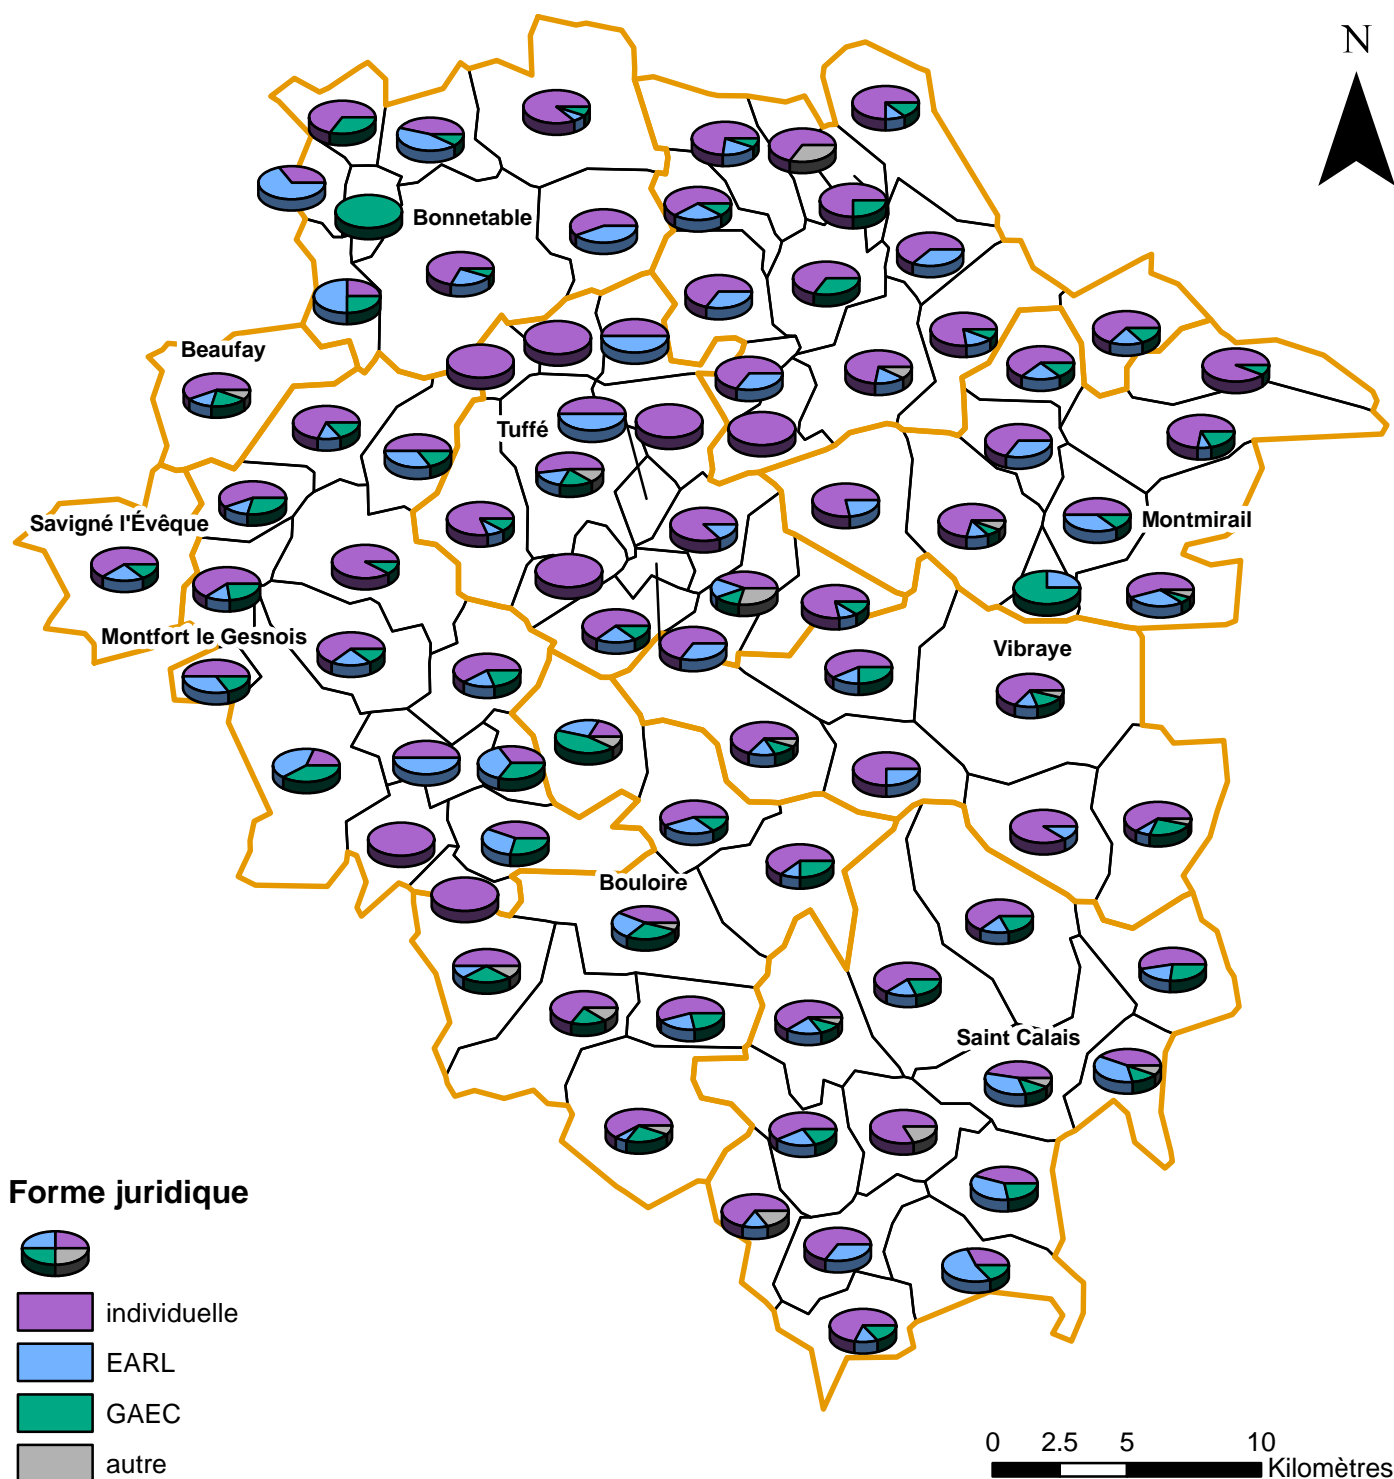 N
Bonnetable
Beaufay
Tuffé
Savigné l'Évêque
Montmirail
Montfort le Gesnois
Vibraye
Bouloire
Saint Calais
Forme juridique
individuelle
EARL
GAEC
autre
0 2.5 5 10
Kilomètres